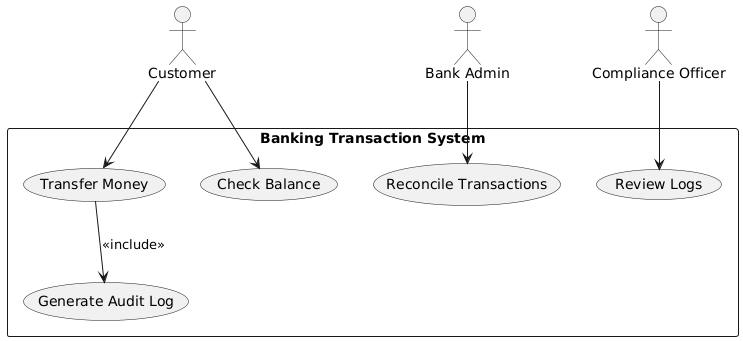 Customer
Bank Admin
Compliance Officer
Banking Transaction System
Transfer Money
Check Balance
Reconcile Transactions
Review Logs
«include»
Generate Audit Log